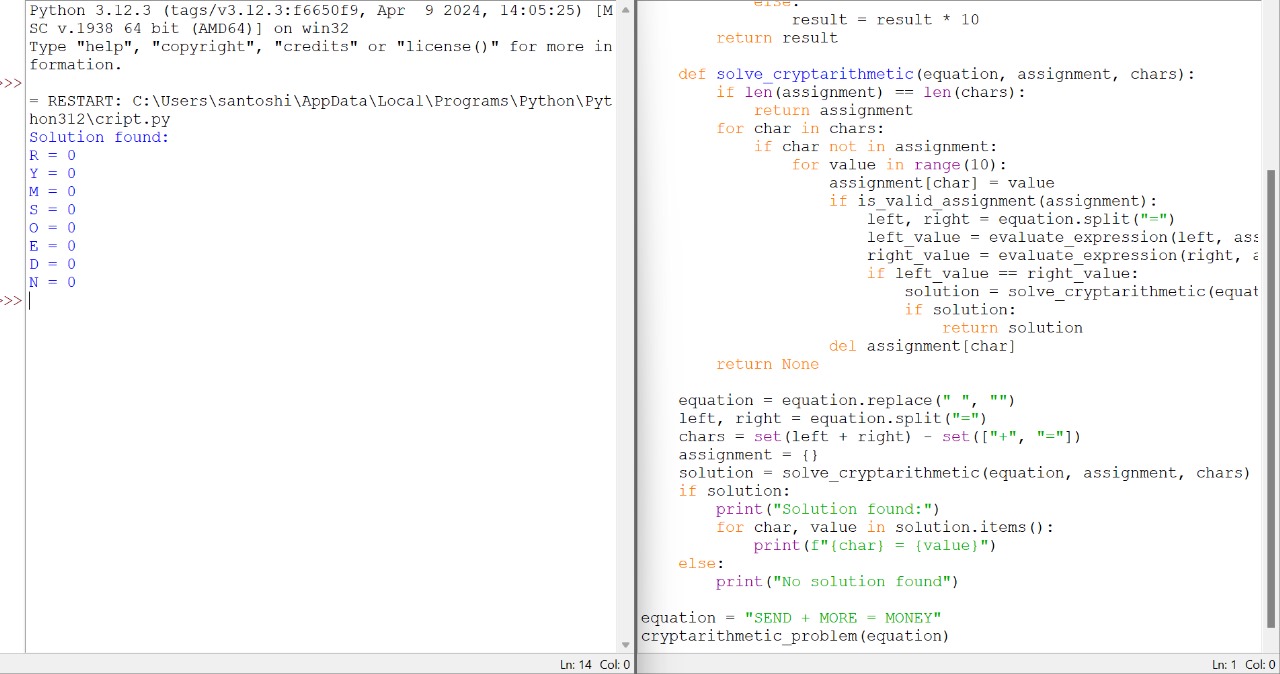 Python 3.12.3 (tags/v3.12.3:f6650f9, Apr  9 2024, 14:05:25) [M
SC v.1938 64 bit (AMD64)] on win32
Type "help", "copyright", "credits" or "license()" for more in
formation.
>>>
= RESTART: C:\Users\santoshi\AppData\Local\Programs\Python\Pyt
hon312\cript.py
Solution found:
R = 0
Y = 0
M = 0
S = 0
O = 0
E = 0
D = 0
N = 0
>>>
Ln: 14 Col: 0
else:
result = result * 10
return result
def solve_cryptarithmetic(equation, assignment, chars):
if len(assignment) == len(chars):
return assignment
for char in chars:
if char not in assignment:
for value in range(10):
assignment[char] = value
if is_valid_assignment(assignment):
left, right = equation.split("=")
left_value = evaluate_expression(left, ass
right_value = evaluate_expression(right, a
if left_value == right_value:
solution = solve_cryptarithmetic(equat
if solution:
return solution
del assignment[char]
return None
equation = equation.replace(" ", "")
left, right = equation.split("=")
chars = set(left + right) - set(["+", "="])
assignment = {}
solution = solve_cryptarithmetic(equation, assignment, chars)
if solution:
print("Solution found:")
for char, value in solution.items():
print(f"{char} = {value}")
else:
print("No solution found")
equation = "SEND + MORE = MONEY"
cryptarithmetic_problem(equation)
Ln: 1 Col: 0